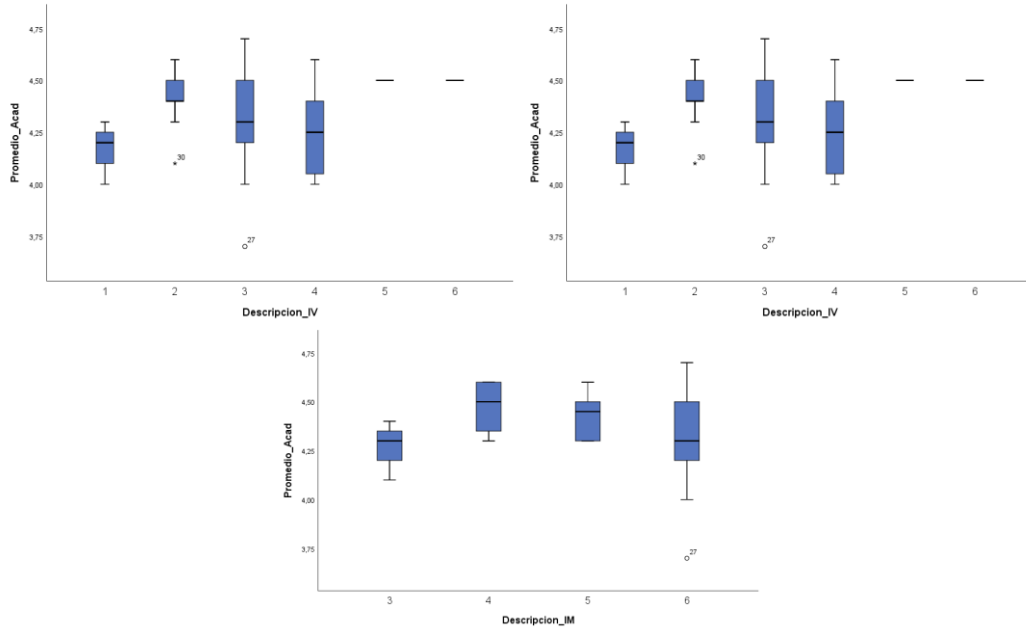 4,75
4,50
4,25
4,00
3,75
Promedio_Acad
30
27
1 2 3 4 5 6
Descripcion_IV
4,75
4,50
4,25
4,00
3,75
Promedio_Acad
30
27
1 2 3 4 5 6
Descripcion_IV
4,75
4,50
4,25
4,00
3,75
Promedio_Acad
27
3 4 5 6
Descripcion_IM